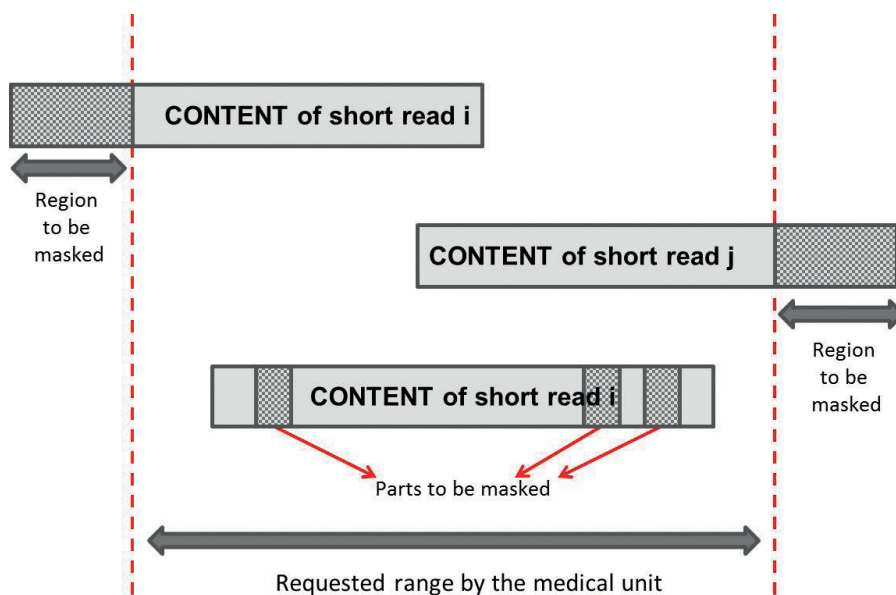 CONTENT of short read i
Region
to be
masked
CONTENT of short read j
Region
to be
masked
CONTENT of short read i
Parts to be masked
Requested range by the medical unit